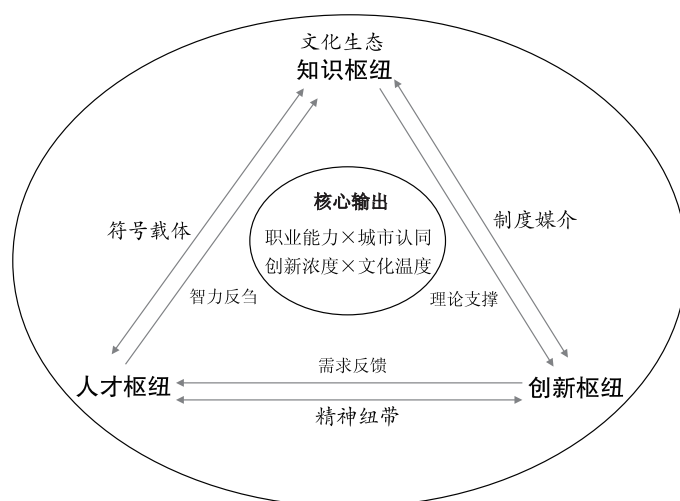 文化生态
知识枢纽
核心输出
职业能力×城市认同
创新浓度×文化温度
符号载体
制度媒介
智力反刍
理论支撑
需求反馈
人才枢纽
创新枢纽
精神纽带